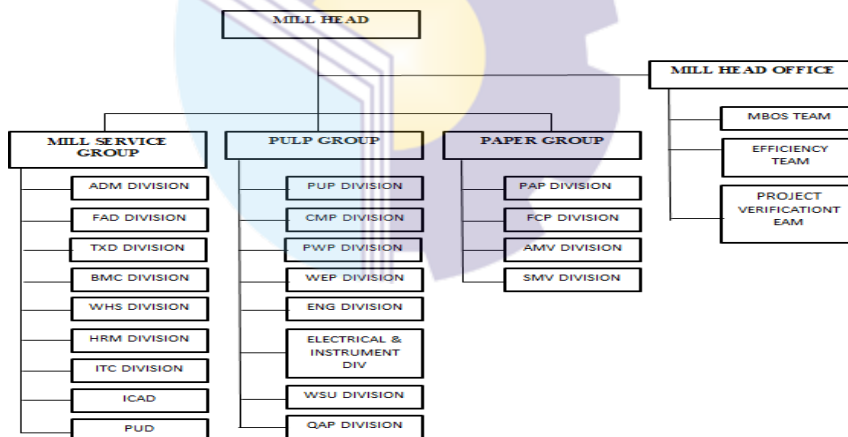 MILL HEAD
MILL HEAD OFFICE
MBOS TEAM
EFFICIENCY
TEAM
PROJECT
VERIFICATIONT
EAM
MILL SERVICE
GROUP
ADM DIVISION
FAD DIVISION
TXD DIVISION
BMC DIVISION
WHS DIVISION
HRM DIVISION
ITC DIVISION
ICAD
PUD
PULP GROUP
PUP DIVISION
CMP DIVISION
PWP DIVISION
WEP DIVISION
ENG DIVISION
ELECTRICAL &
INSTRUMENT
DIV
WSU DIVISION
QAP DIVISION
PAPER GROUP
PAP DIVISION
FCP DIVISION
AMV DIVISION
SMV DIVISION